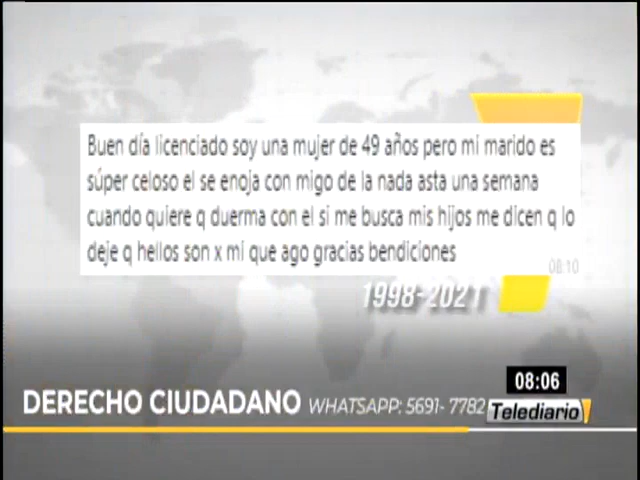 Buen día licenciado soy una mujer de 49 años pero mi marido es
súper celoso el se enoja con migo de la nada asta una semana
cuando quiere q duerma con el si me busca mis hijos me dicen q lo
deje q hellos son x mi que ago gracias bendiciones
08:10
1998-2021
08:06
DERECHO CIUDADANO WHATSAPP: 5691- 7782
Telediario